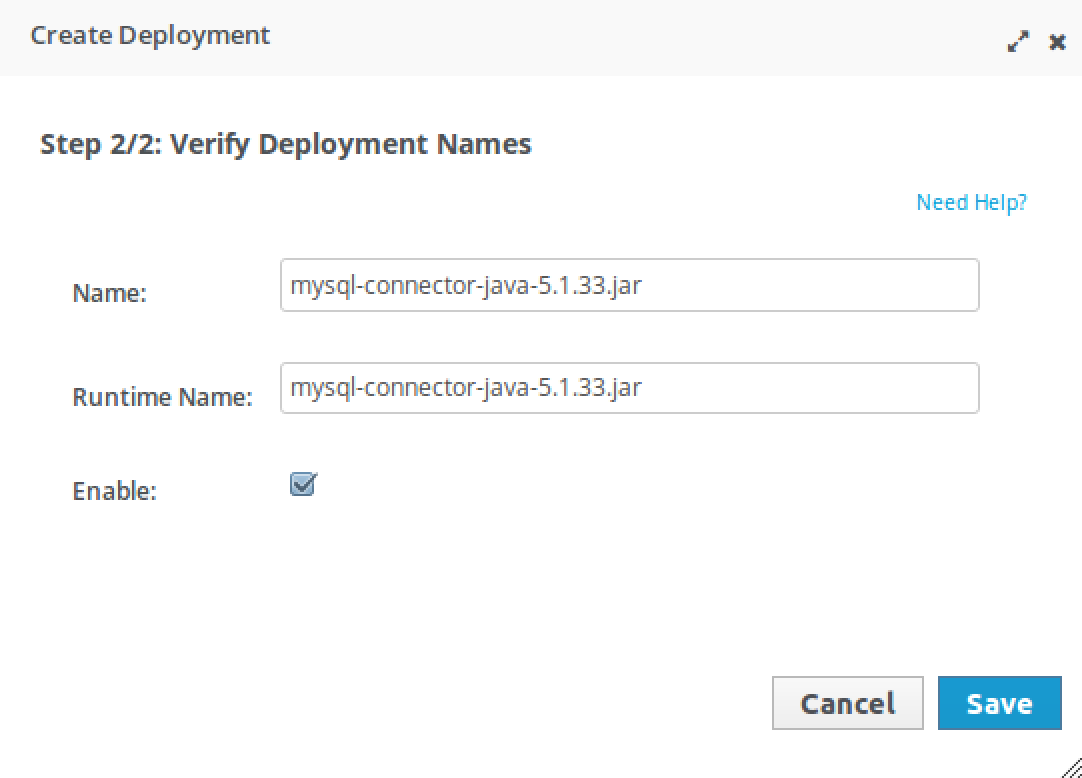 Create Deployment
Step 2/2: Verify Deployment Names
Need Help?
Name: mysql-connector-java-5.1.33.jar
Runtime Name: mysql-connector-java-5.1.33.jar
Enable:
Cancel Save